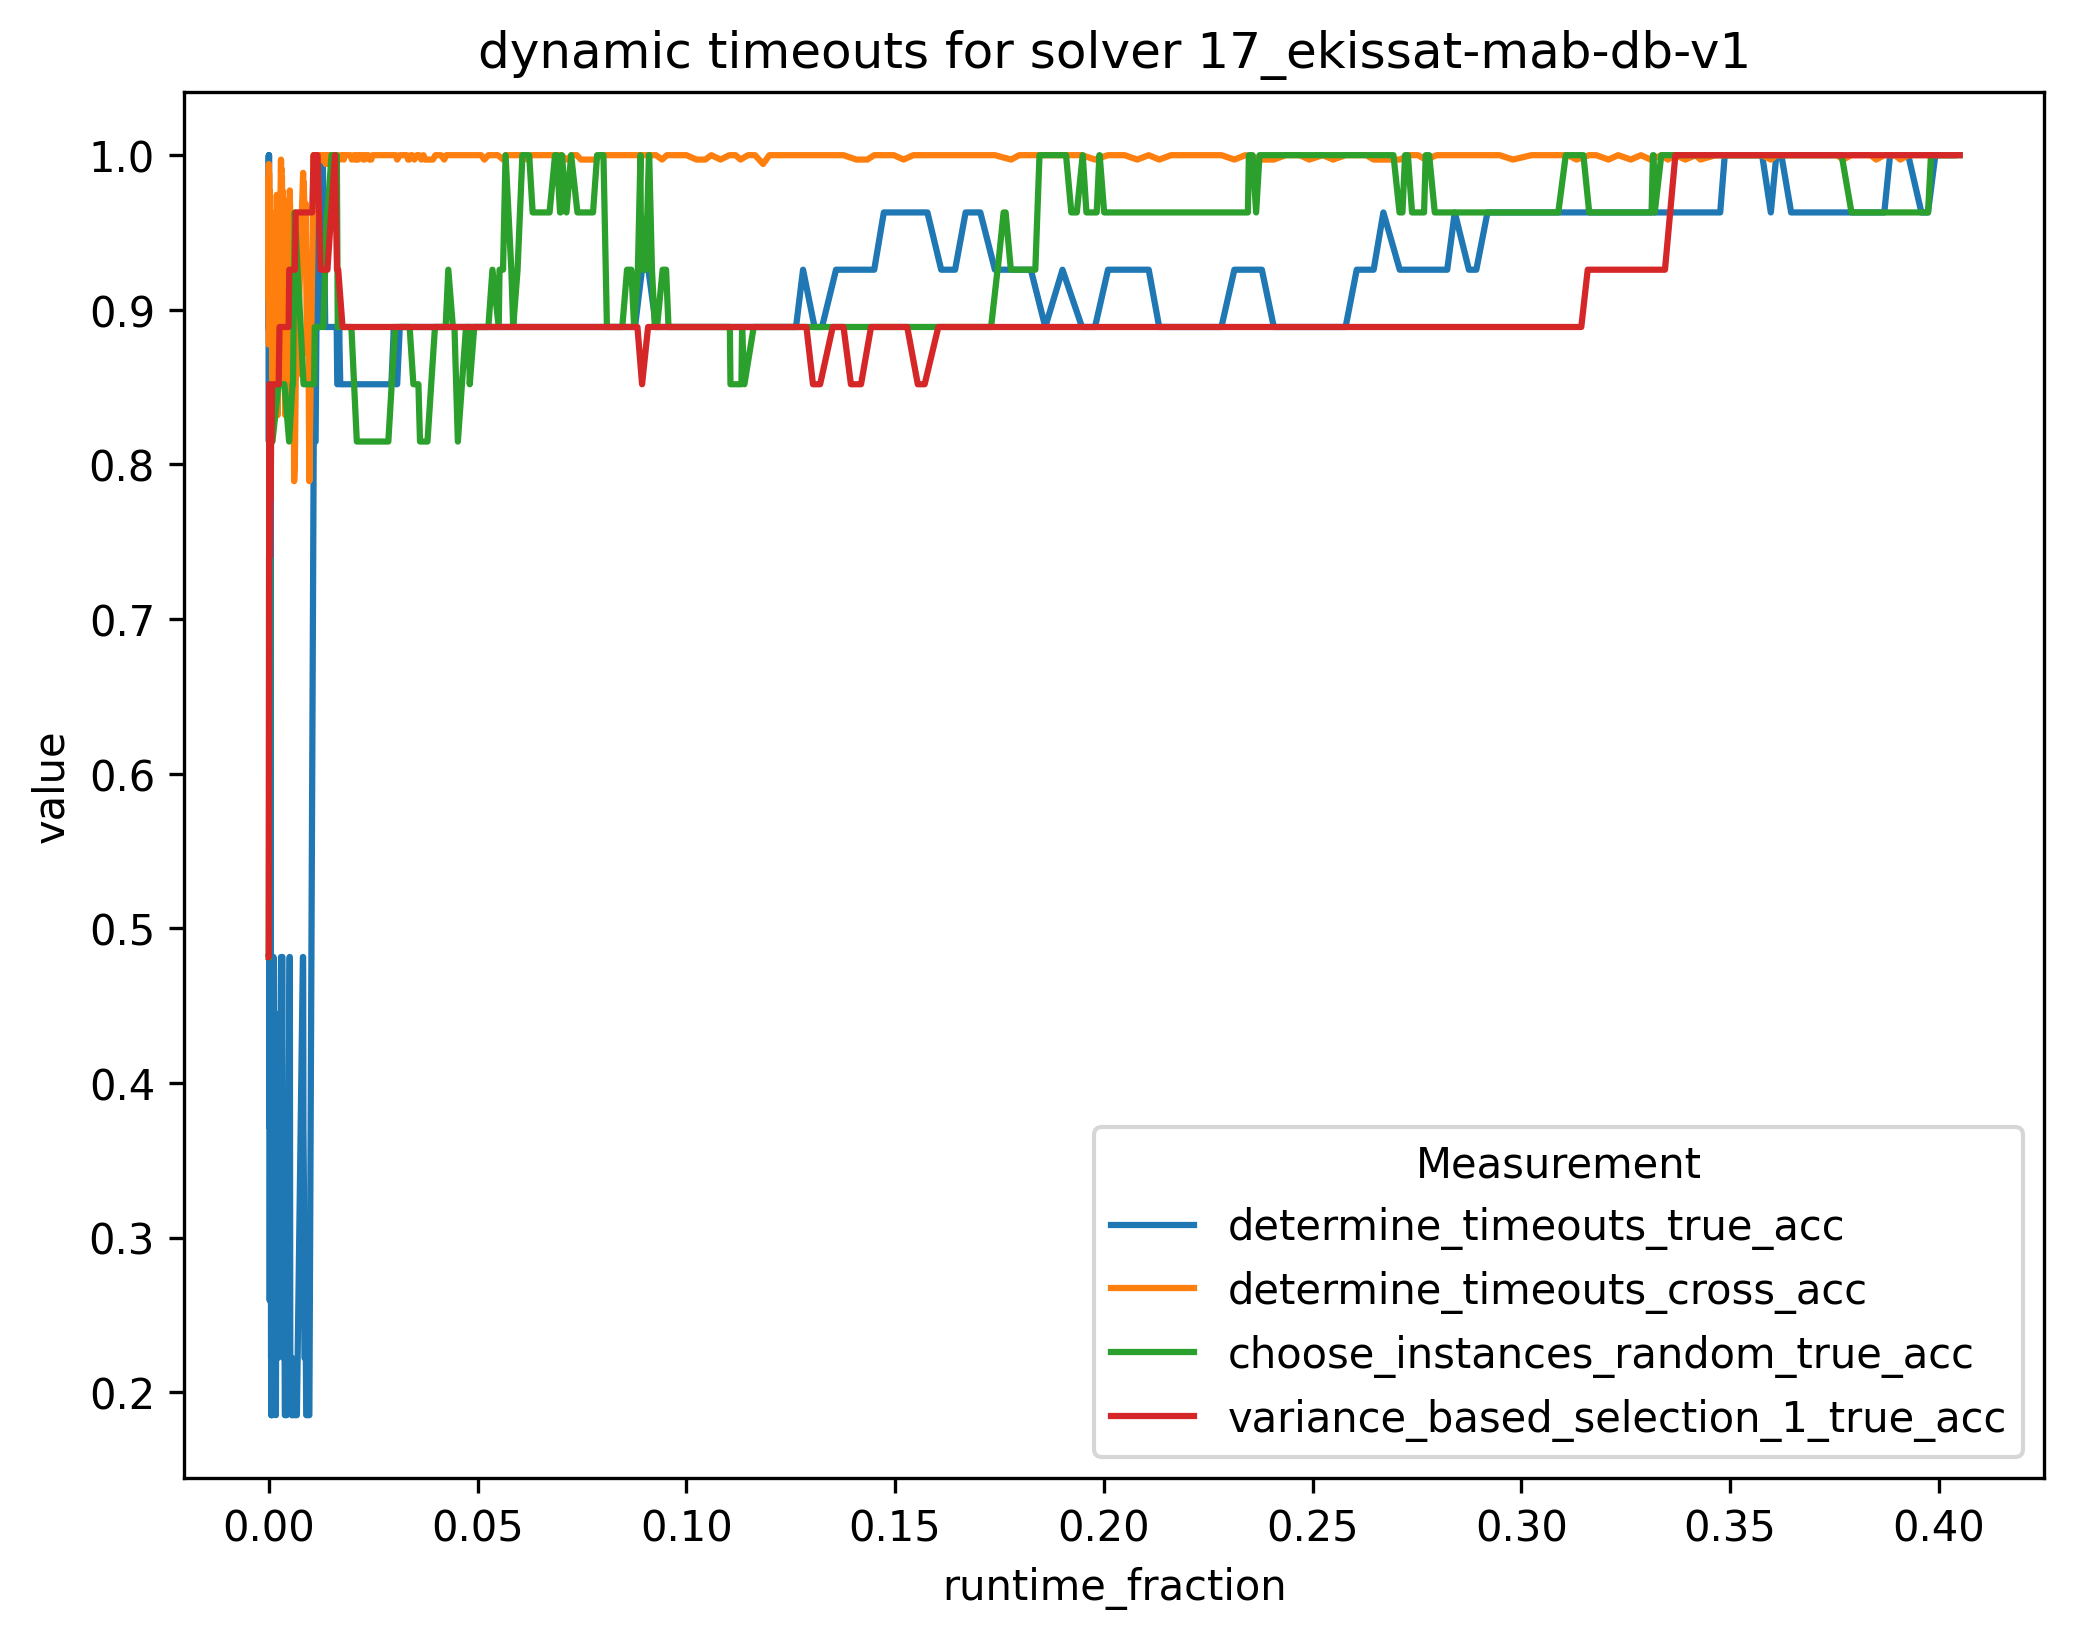 dynamic timeouts for solver 17_ekissat-mab-db-v1
1.0
0.9
0.8
0.7
0.6
0.5
0.4
0.3
0.2
value
0.00 0.05 0.10 0.15 0.20 0.25 0.30 0.35 0.40
runtime_fraction
Measurement
determine_timeouts_true_acc
determine_timeouts_cross_acc
choose_instances_random_true_acc
variance_based_selection_1_true_acc